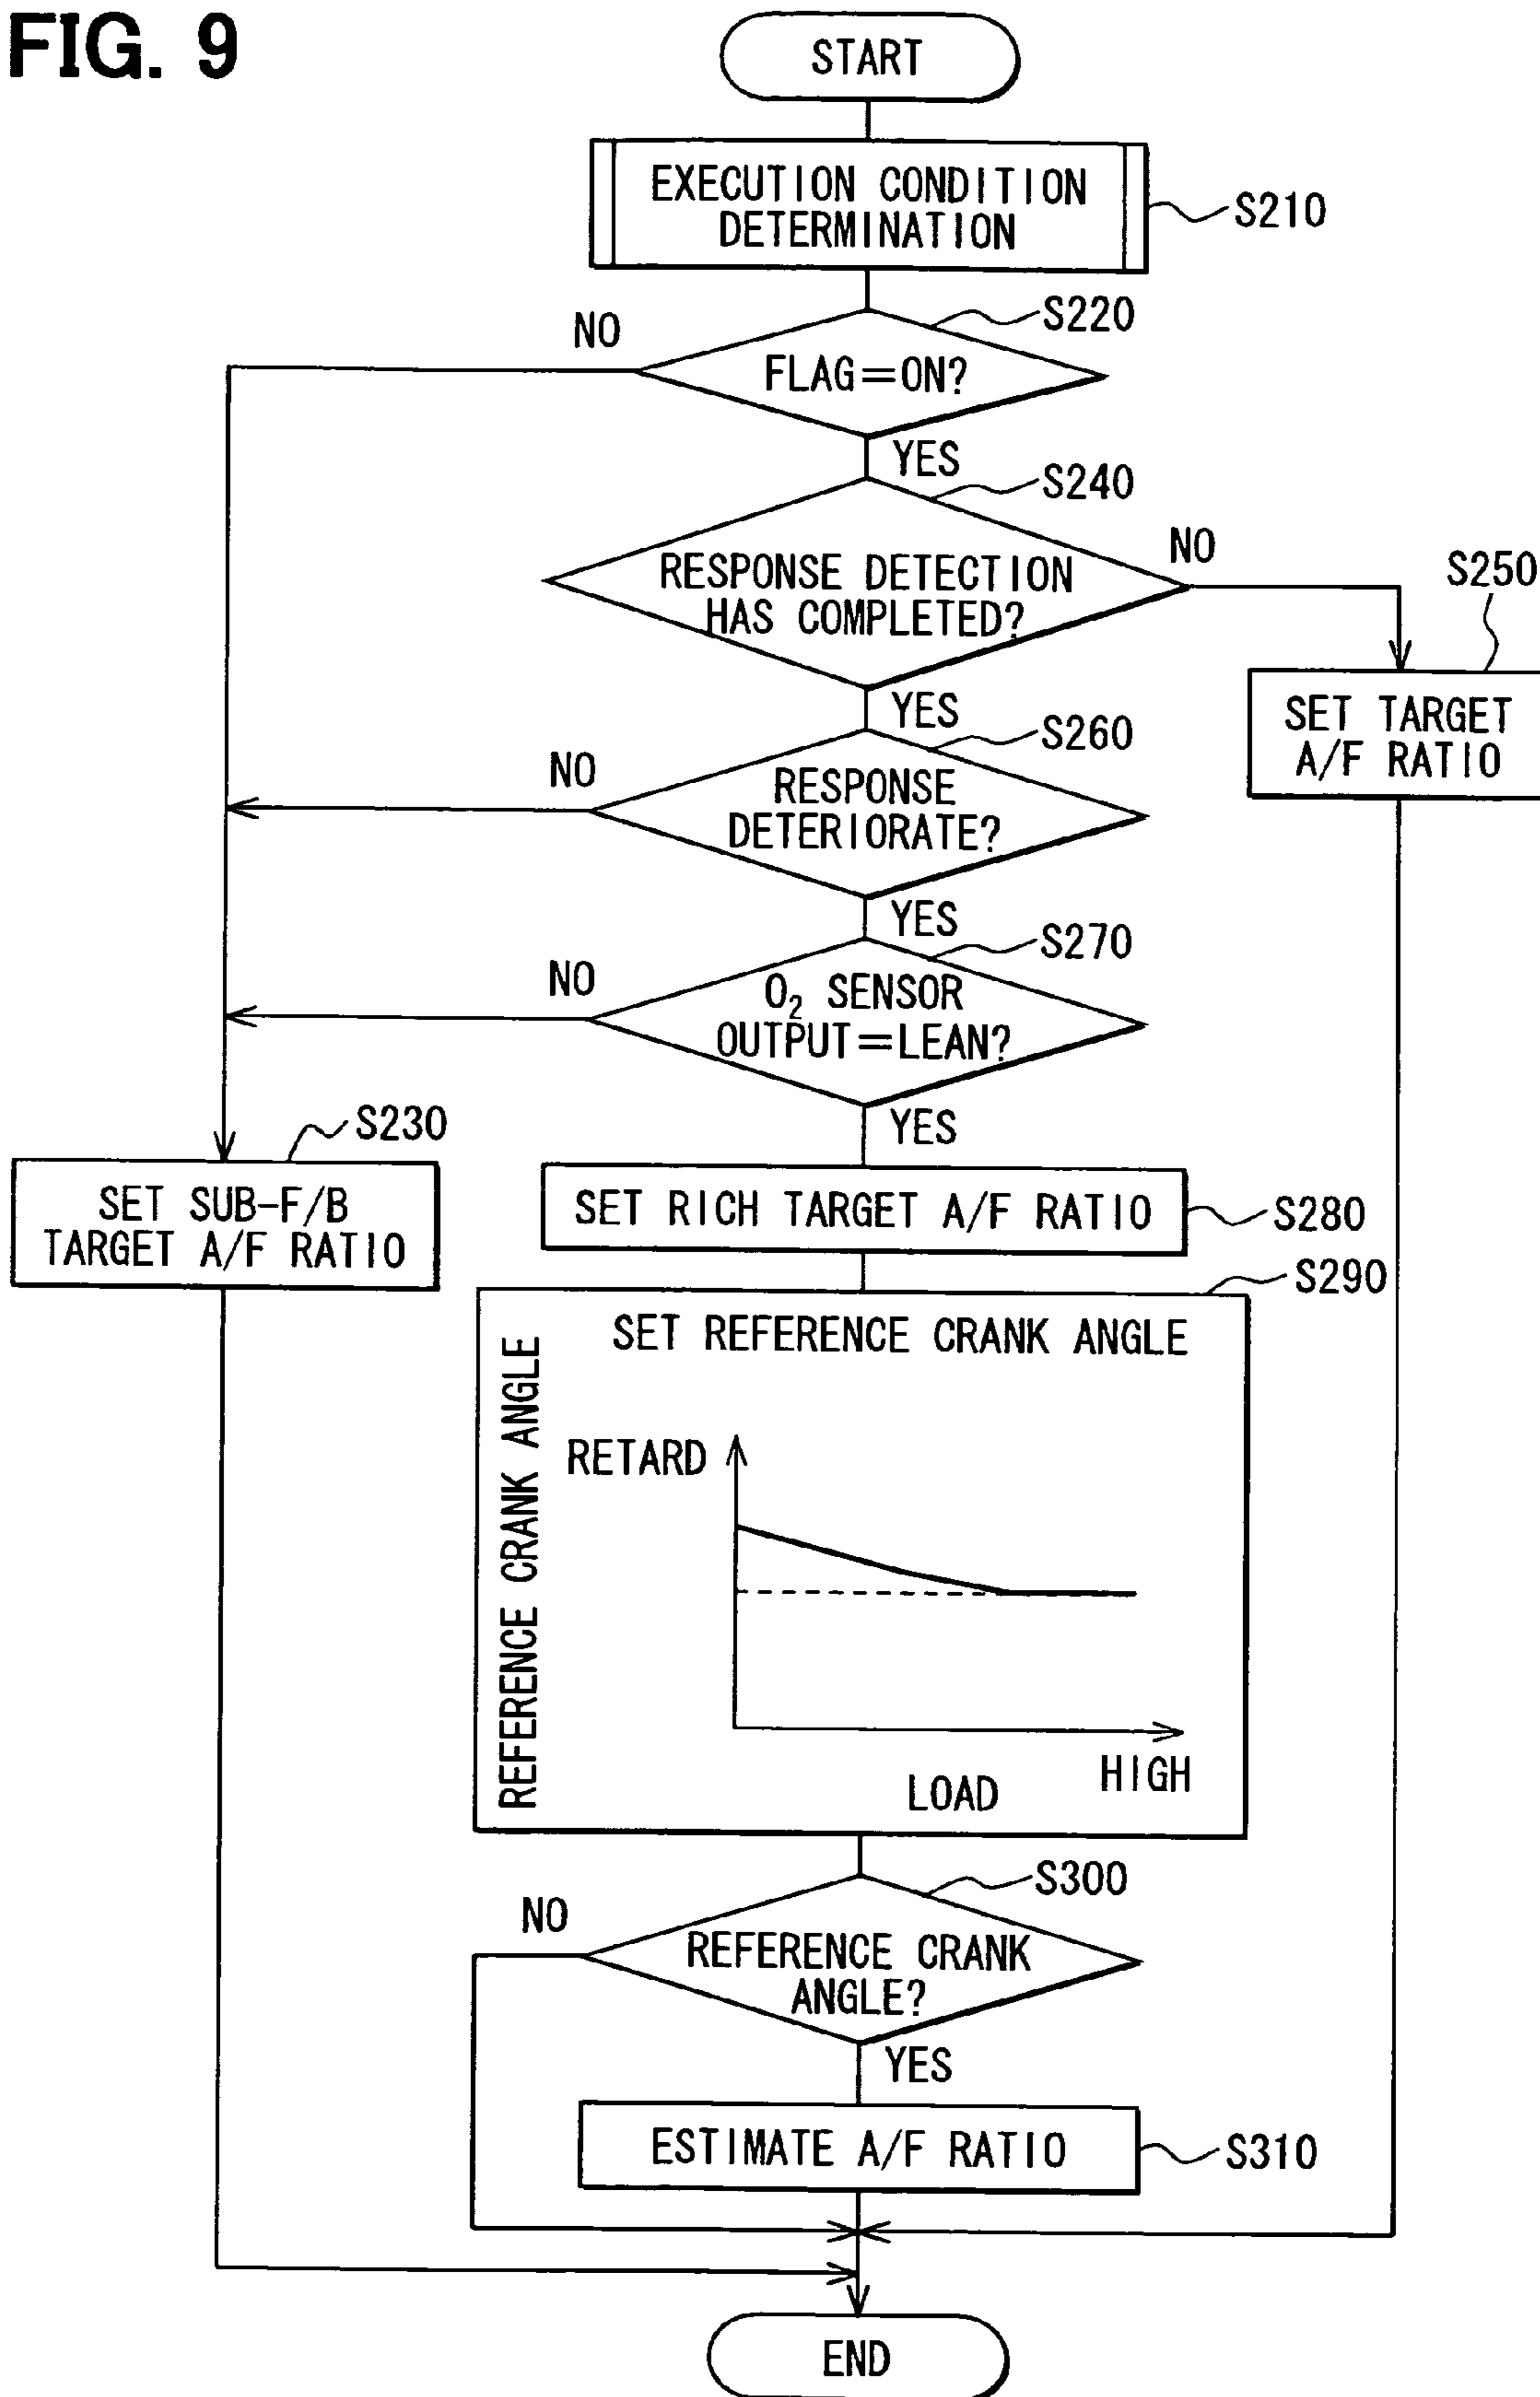 FIG. 9
START
EXECUTION CONDITION
DETERMINATION
S210
S220
NO
FLAG=ON?
YES
S240
NO
RESPONSE DETECTION
HAS COMPLETED?
S250
SET TARGET
A/F RATIO
YES
S260
NO
RESPONSE
DETERIORATE?
YES
S270
NO
O₂ SENSOR
OUTPUT=LEAN?
YES
S230
SET SUB-F/B
TARGET A/F RATIO
SET RICH TARGET A/F RATIO
S280
S290
SET REFERENCE CRANK ANGLE
REFERENCE CRANK ANGLE
RETARD
HIGH
LOAD
S300
NO
REFERENCE CRANK
ANGLE?
YES
ESTIMATE A/F RATIO
S310
END